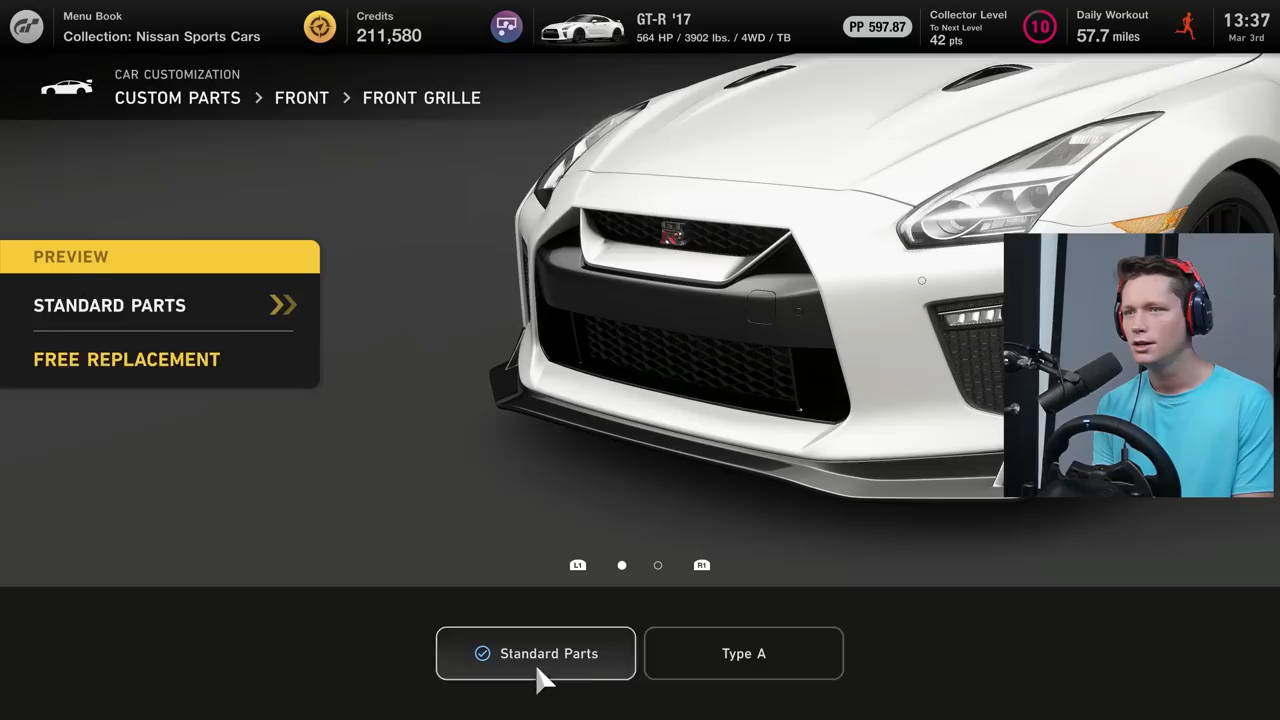 Menu Book
Collection: Nissan Sports Cars
Credits
211,580
GT-R '17
564 HP / 3902 lbs. / 4WD / TB
PP 597.87
Collector Level
To Next Level
42 pts
10
Daily Workout
57.7 miles
13:37
Mar 3rd
CAR CUSTOMIZATION
CUSTOM PARTS > FRONT > FRONT GRILLE
PREVIEW
STANDARD PARTS
FREE REPLACEMENT
L1
R1
Standard Parts
Type A